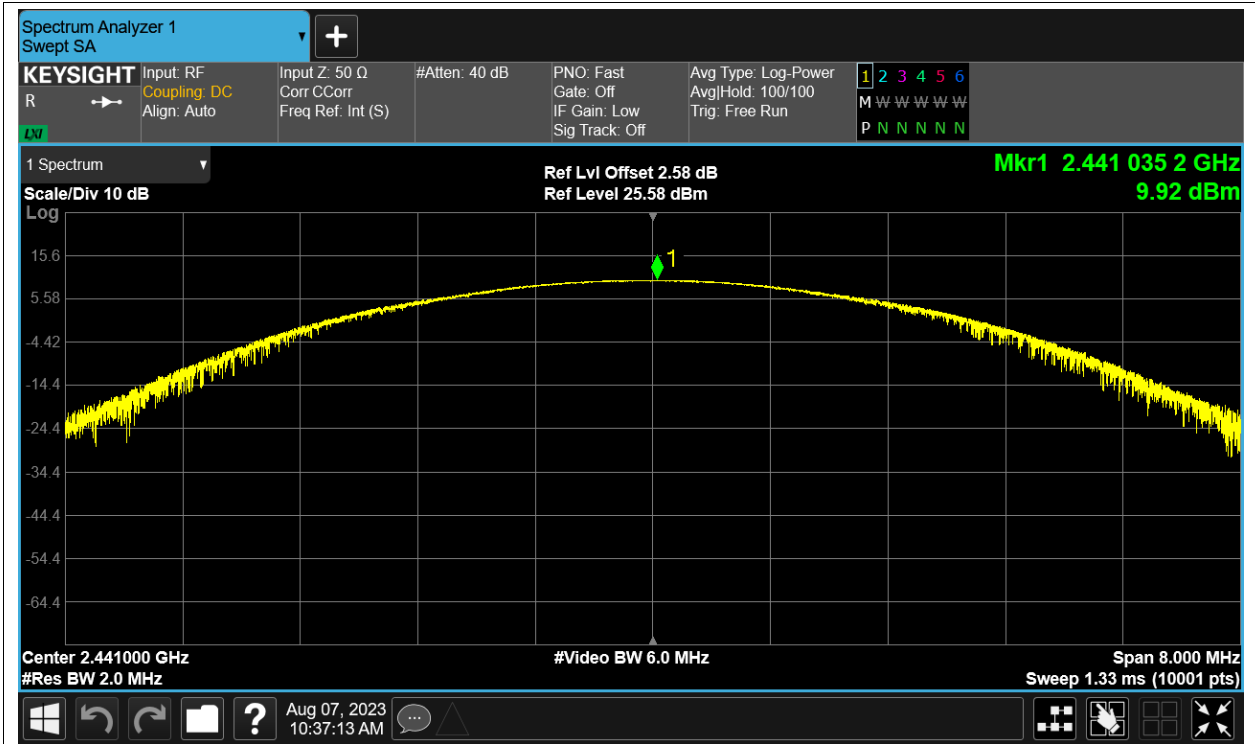 Spectrum Analyzer 1
Swept SA
KEYSIGHT
R
LXI
Input: RF
Coupling: DC
Align: Auto
Input Z: 50 Ω
Corr CCorr
Freq Ref: Int (S)
#Atten: 40 dB
PNO: Fast
Gate: Off
IF Gain: Low
Sig Track: Off
Avg Type: Log-Power
Avg|Hold: 100/100
Trig: Free Run
1 2 3 4 5 6
M W W W W W
P N N N N N
1 Spectrum
Scale/Div 10 dB
Log
Ref Lvl Offset 2.58 dB
Ref Level 25.58 dBm
Mkr1 2.441 035 2 GHz
9.92 dBm
1
15.6
5.58
-4.42
-14.4
-24.4
-34.4
-44.4
-54.4
-64.4
Center 2.441000 GHz
#Res BW 2.0 MHz
#Video BW 6.0 MHz
Span 8.000 MHz
Sweep 1.33 ms (10001 pts)
?
Aug 07, 2023
10:37:13 AM